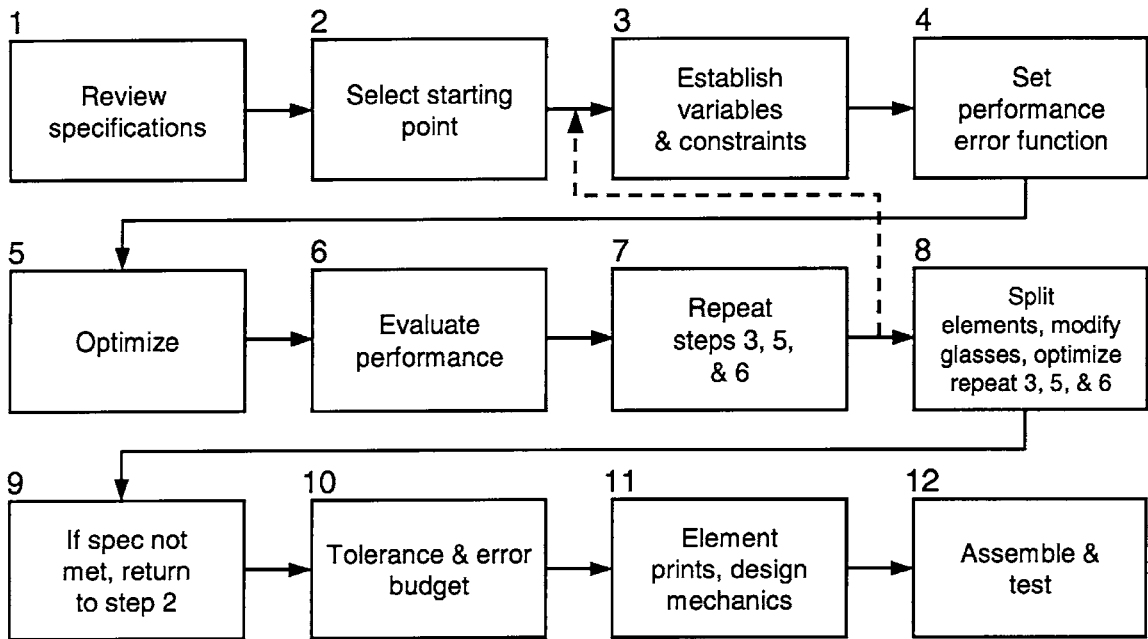 1
Review
specifications
2
Select starting
point
3
Establish
variables
& constraints
4
Set
performance
error function
5
Optimize
6
Evaluate
performance
7
Repeat
steps 3, 5,
& 6
8
Split
elements, modify
glasses, optimize
repeat 3, 5, & 6
9
If spec not
met, return
to step 2
10
Tolerance & error
budget
11
Element
prints, design
mechanics
12
Assemble &
test